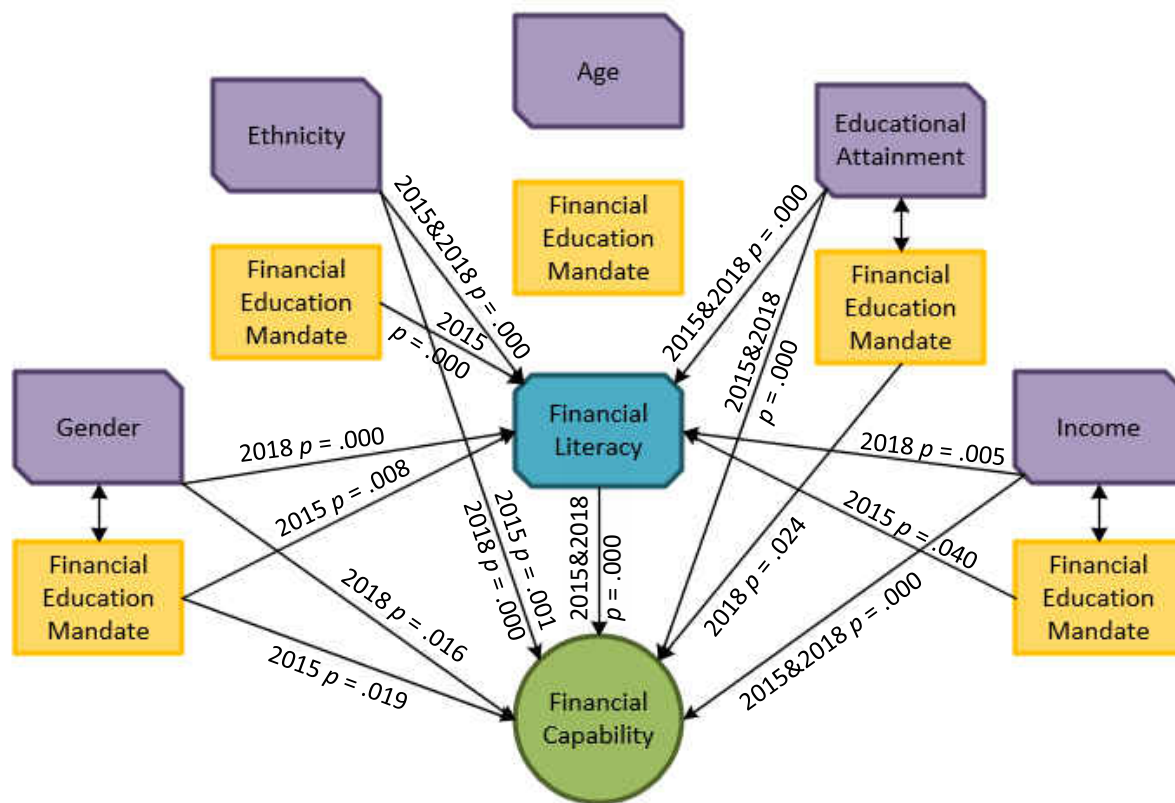 Age
Ethnicity
Educational
Attainment
Financial
Education
Mandate
Financial
Education
Mandate
Financial
Education
Mandate
2015&2018 p = .000
2015
p = .000
2015&2018 p = .000
2015&2018
p = .000
Gender
Financial
Literacy
Income
2018 p = .000
2015 p = .008
2018 p = .005
2015 p = .040
Financial
Education
Mandate
2018 p = .016
2015 p = .019
2015 p = .001
2018 p = .000
2015&2018
p = .000
2018 p = .024
2015&2018 p = .000
Financial
Education
Mandate
Financial
Capability